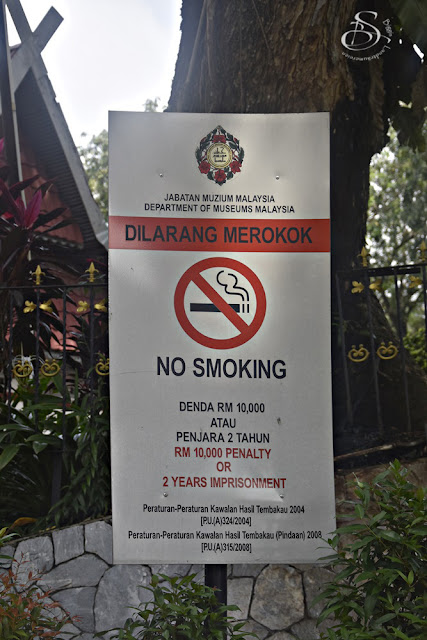 JABATAN MUZIUM MALAYSIA
DEPARTMENT OF MUSEUMS MALAYSIA
DILARANG MEROKOK
NO SMOKING
DENDA RM 10,000
ATAU
PENJARA 2 TAHUN
RM 10,000 PENALTY
OR
2 YEARS IMPRISONMENT
Peraturan-Peraturan Kawalan Hasil Tembakau 2004
[P.U.(A)324/2004]
Peraturan-Peraturan Kawalan Hasil Tembakau (Pindaan) 2008
[P.U.(A)315/2008]